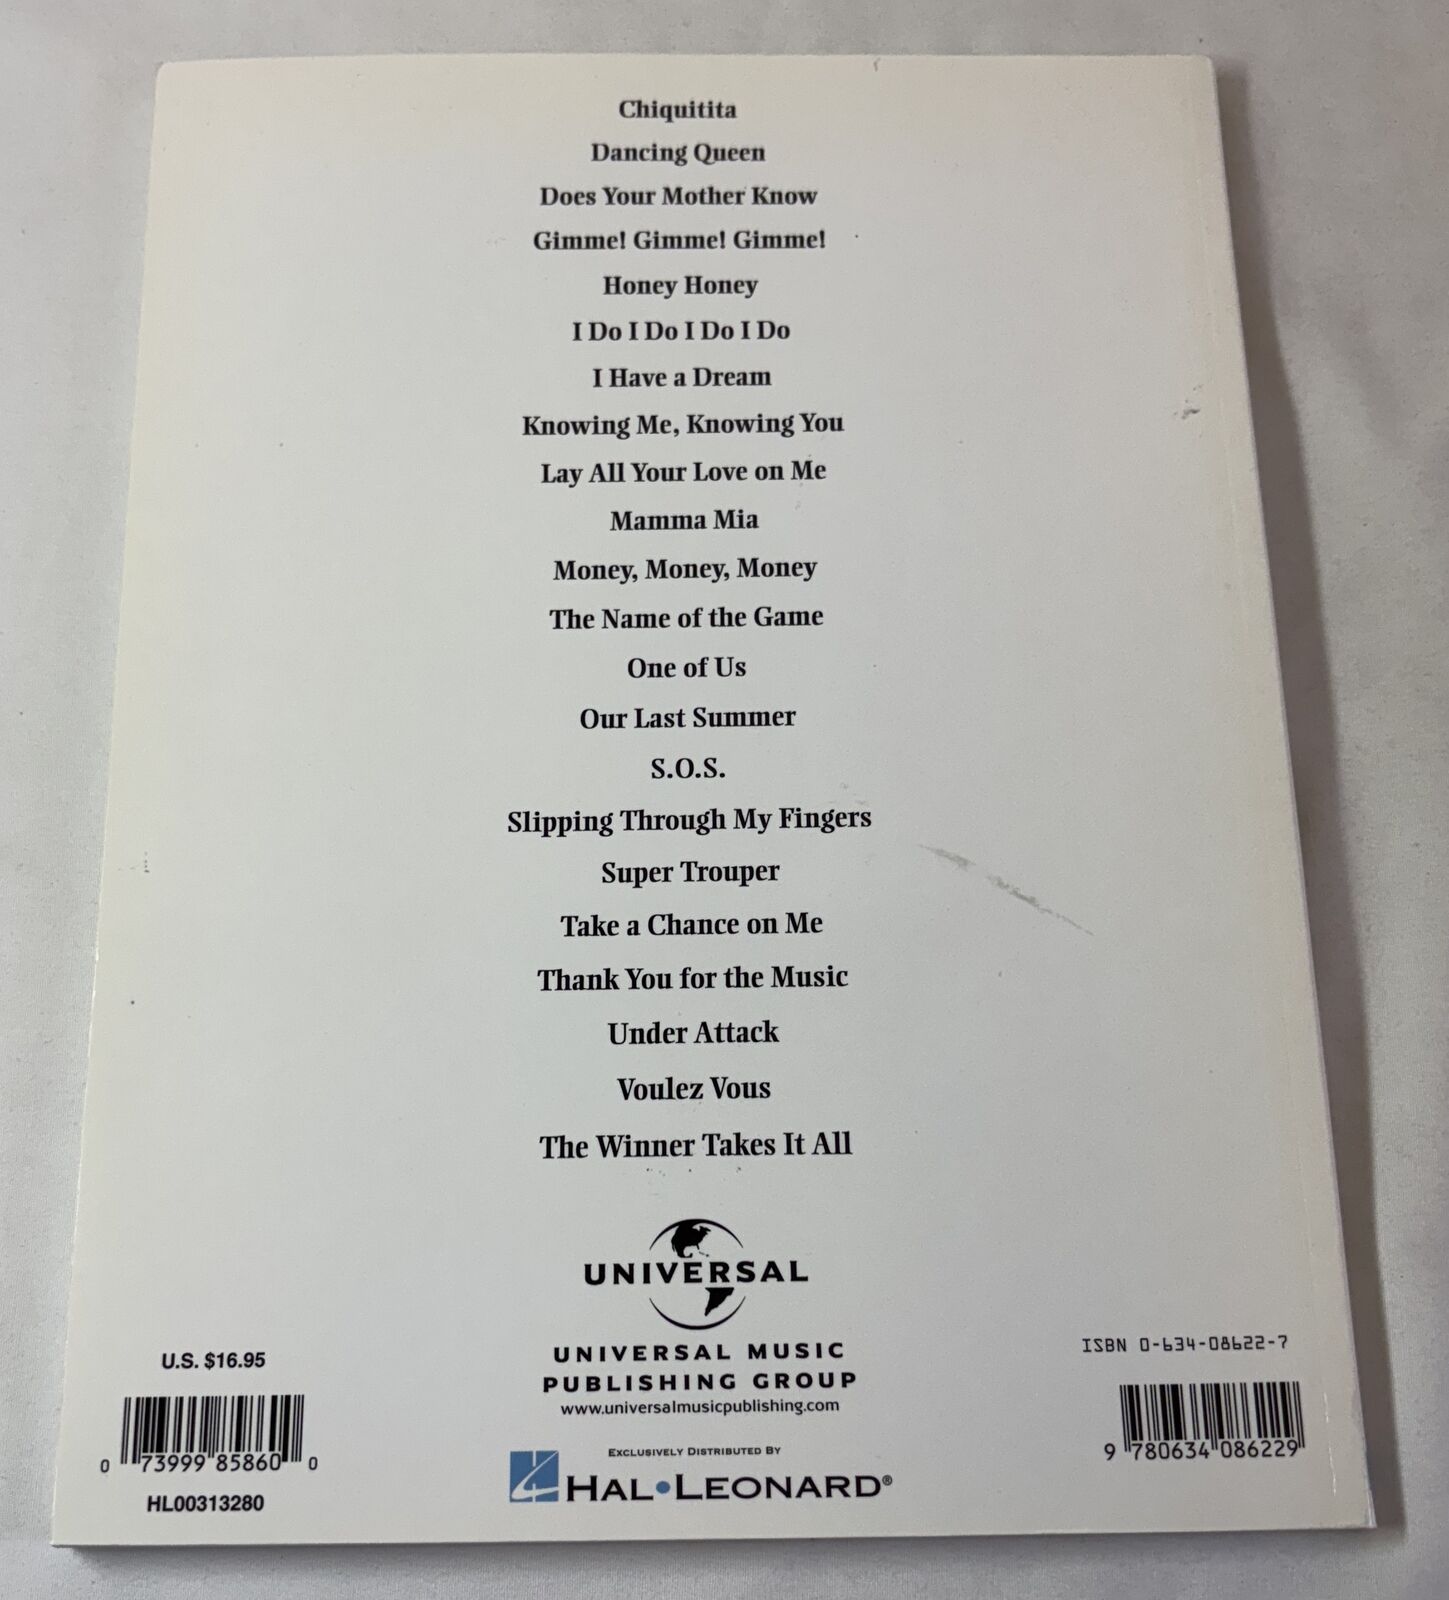 Chiquitita
Dancing Queen
Does Your Mother Know
Gimme! Gimme! Gimme!
Honey Honey
I Do I Do I Do I Do
I Have a Dream
Knowing Me, Knowing You
Lay All Your Love on Me
Mamma Mia
Money, Money, Money
The Name of the Game
One of Us
Our Last Summer
S.O.S.
Slipping Through My Fingers
Super Trouper
Take a Chance on Me
Thank You for the Music
Under Attack
Voulez Vous
The Winner Takes It All
UNIVERSAL
UNIVERSAL MUSIC
PUBLISHING GROUP
www.universalmusicpublishing.com
EXCLUSIVELY DISTRIBUTED BY
HAL•LEONARD®
U.S. $16.95
0 73999 85860 0
HL00313280
ISBN 0-634-08622-7
9 780634 086229